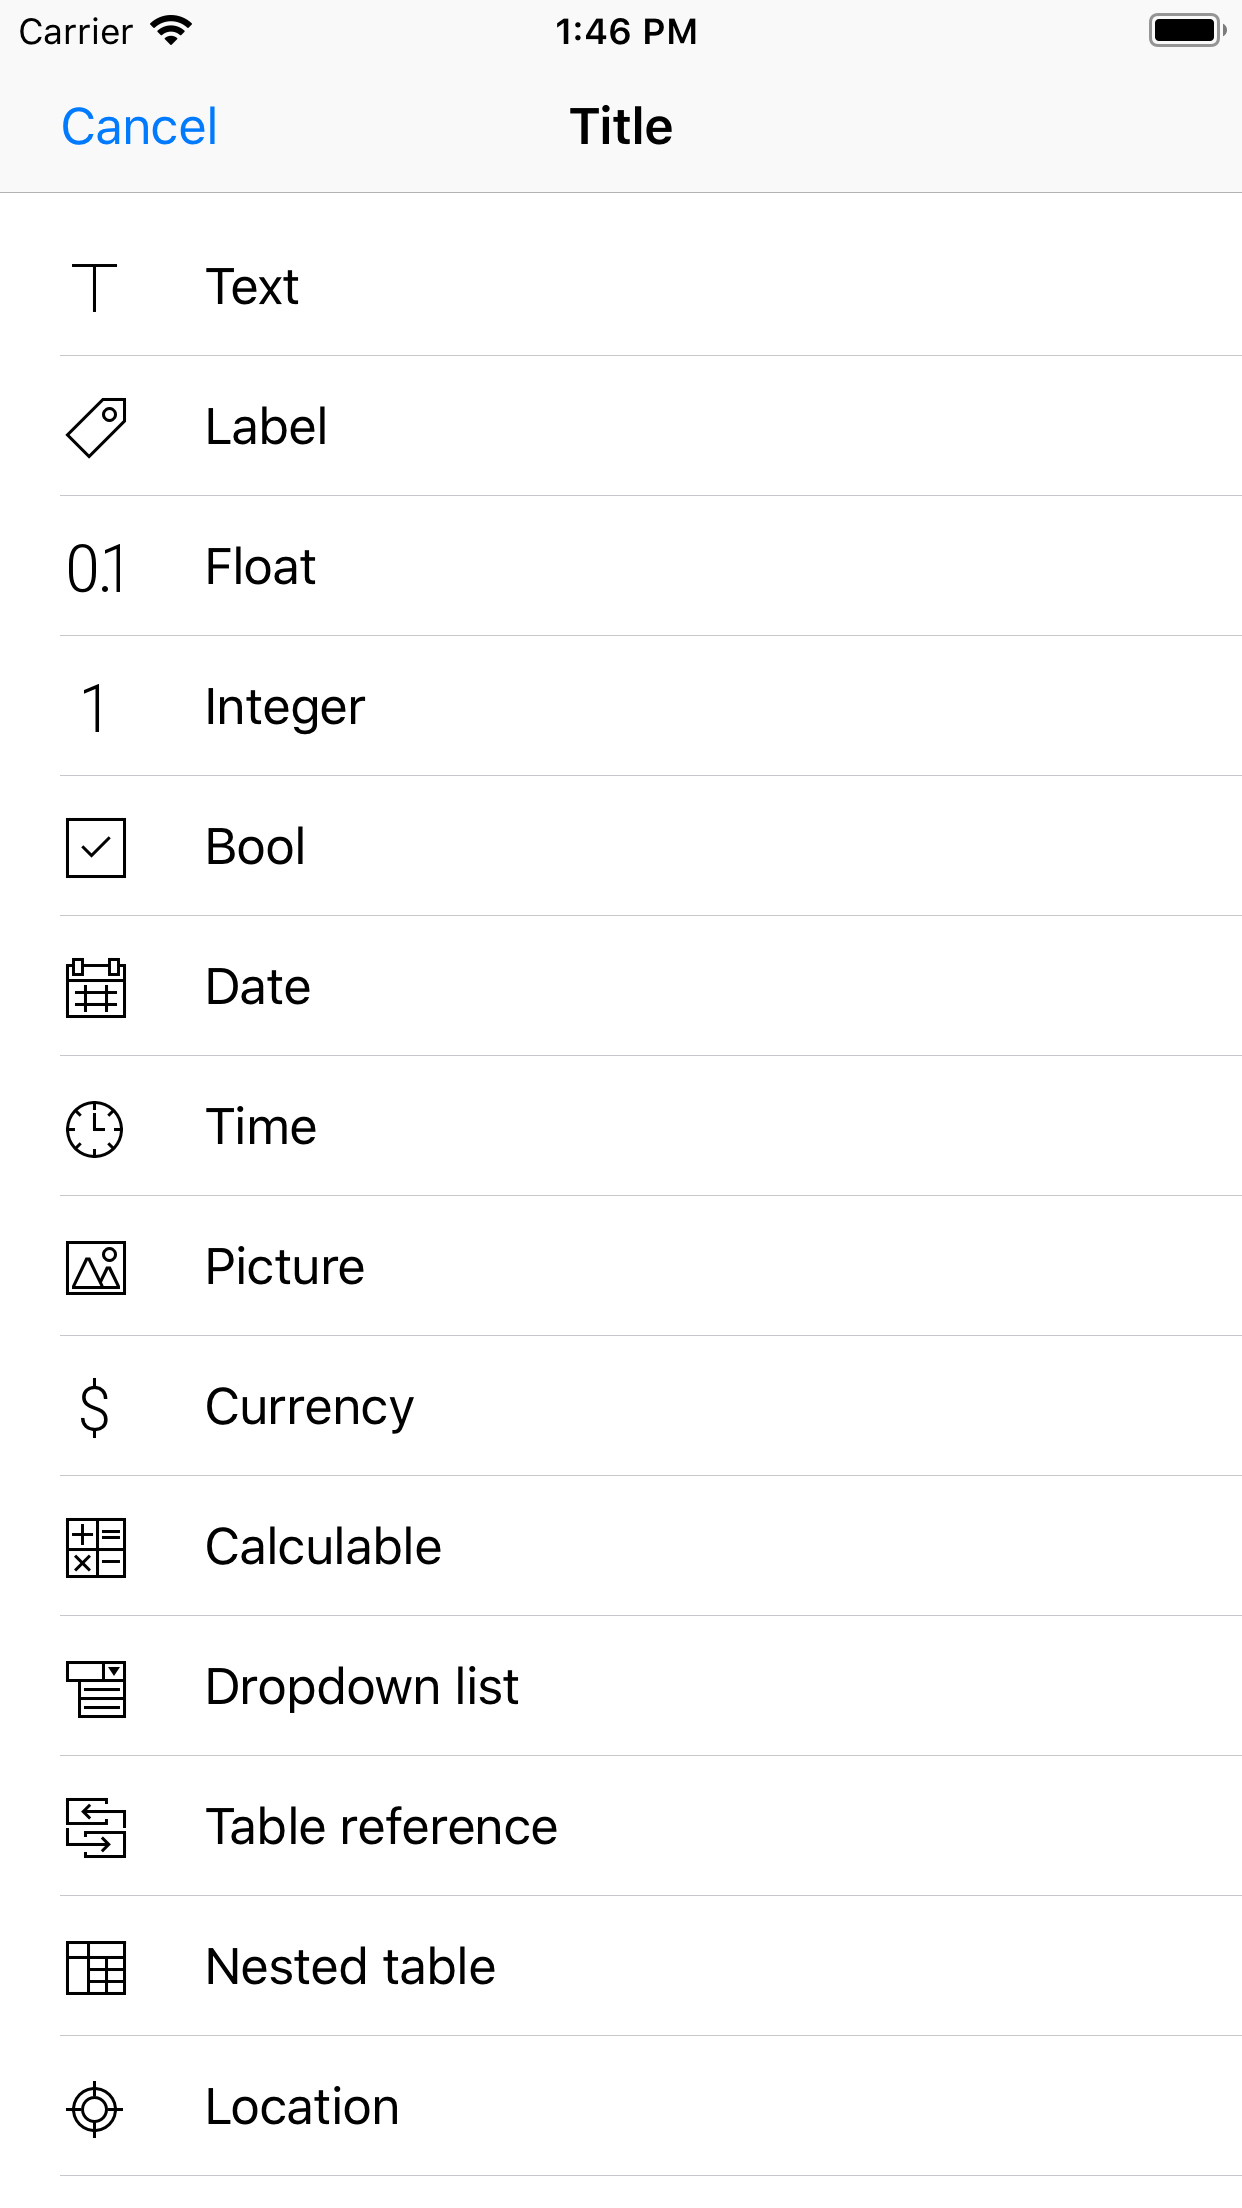 Carrier 1:46 PM
Cancel Title
Text
Label
0.1 Float
1 Integer
Bool
Date
Time
Picture
$ Currency
Calculable
Dropdown list
Table reference
Nested table
Location